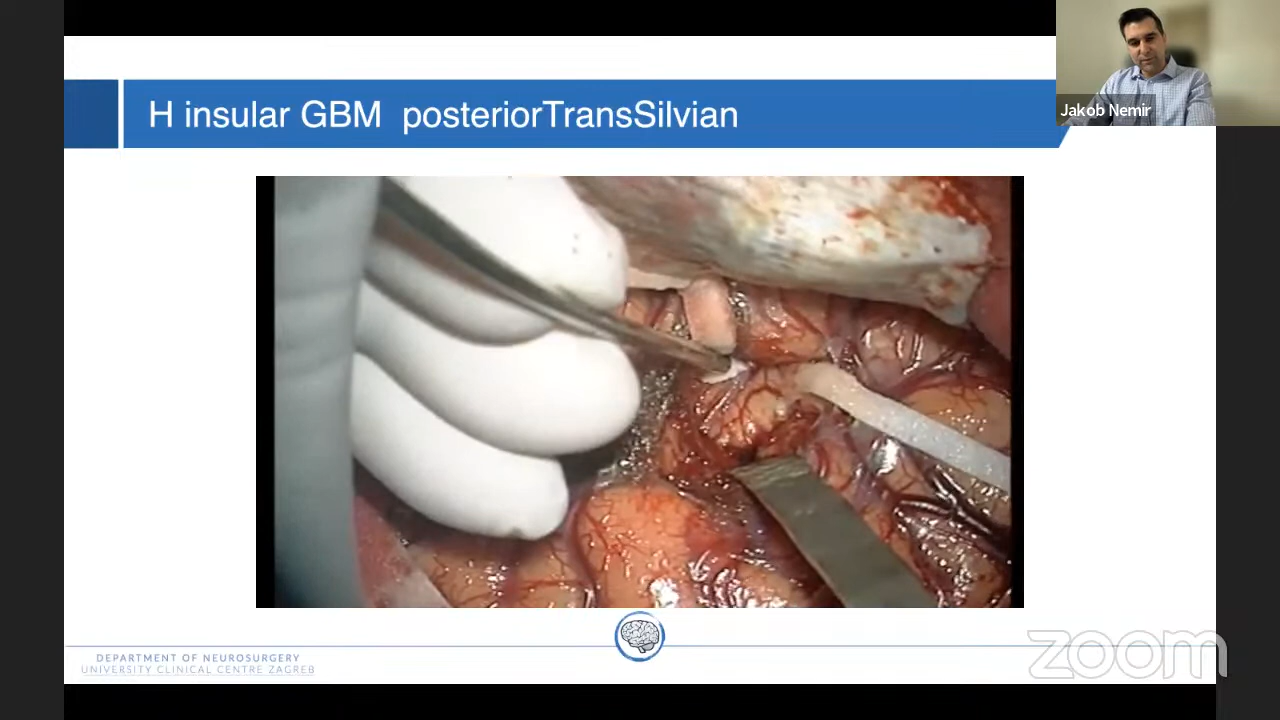 H insular GBM posteriorTransSilvian
Jakob Nemir
DEPARTMENT OF NEUROSURGERY
UNIVERSITY CLINICAL CENTRE ZAGREB
zoom